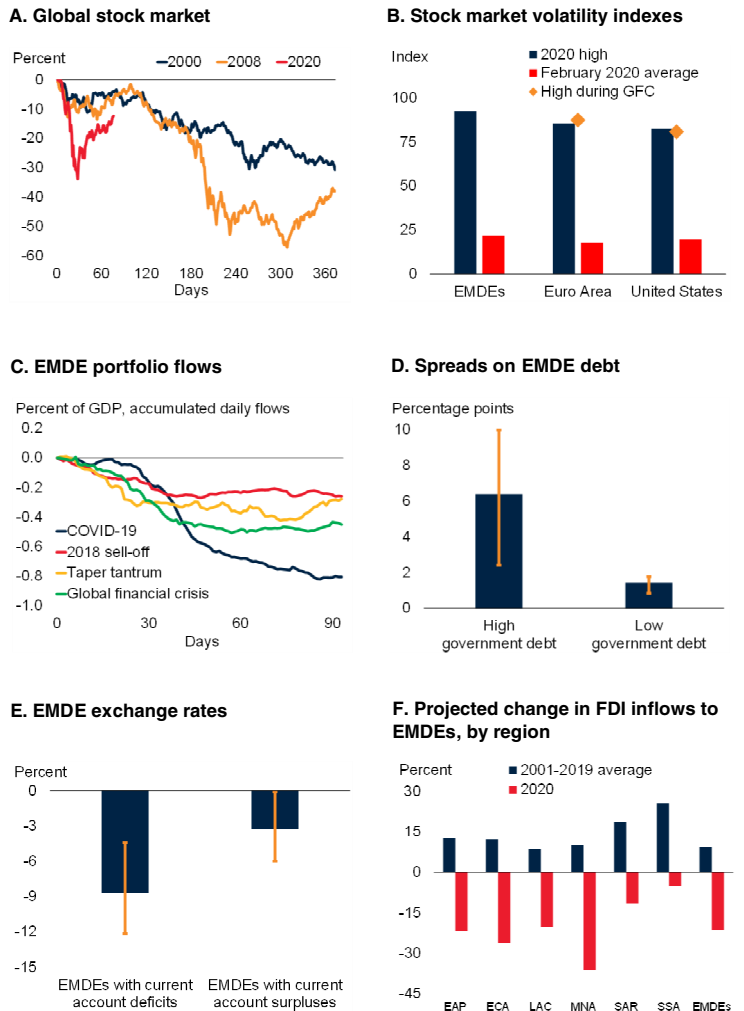 A. Global stock market
Percent
2000
2008
2020
0
-10
-20
-30
-40
-50
-60
0 60 120 180 240 300 360
Days
B. Stock market volatility indexes
Index
2020 high
February 2020 average
High during GFC
100
75
50
25
0
EMDEs Euro Area United States
C. EMDE portfolio flows
Percent of GDP, accumulated daily flows
0.2
0.0
-0.2
-0.4
-0.6
-0.8
-1.0
COVID-19
2018 sell-off
Taper tantrum
Global financial crisis
0 30 60 90
Days
D. Spreads on EMDE debt
Percentage points
10
8
6
4
2
0
High
government debt
Low
government debt
E. EMDE exchange rates
Percent
0
-3
-6
-9
-12
-15
EMDEs with current
account deficits
EMDEs with current
account surpluses
F. Projected change in FDI inflows to
EMDEs, by region
Percent
2001-2019 average
2020
30
15
0
-15
-30
-45
EAP ECA LAC MNA SAR SSA EMDEs